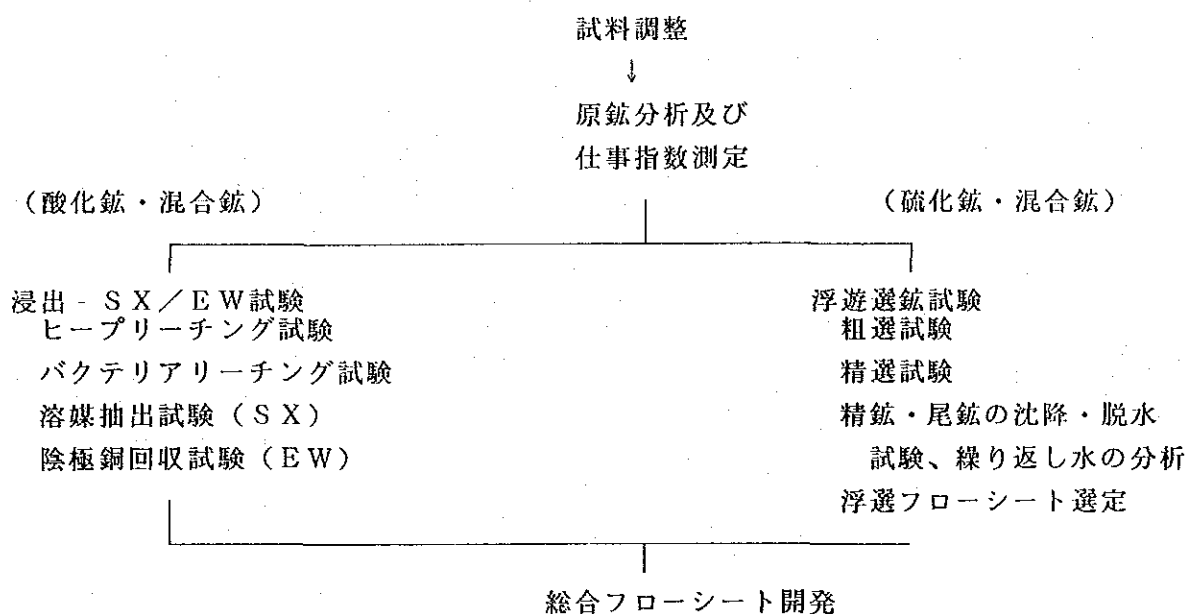 試料調整
↓
原鉱分析及び
仕事指数測定
（酸化鉱・混合鉱）
（硫化鉱・混合鉱）
浸出‐ＳＸ／ＥＷ試験
ヒープリーチング試験
バクテリアリーチング試験
溶媒抽出試験（ＳＸ）
陰極銅回収試験（ＥＷ）
浮遊選鉱試験
粗選試験
精選試験
精鉱・尾鉱の沈降・脱水
試験、繰り返し水の分析
浮選フローシート選定
総合フローシート開発